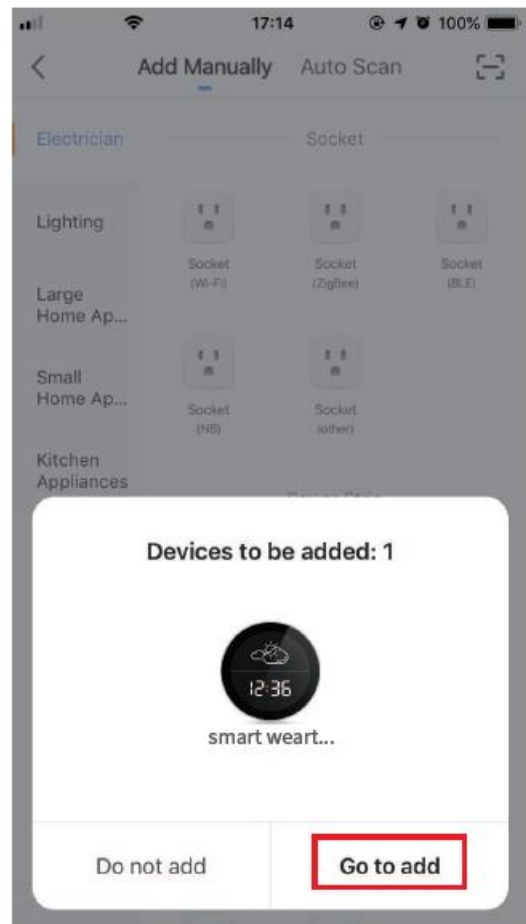 17:14
100%
Add Manually
Auto Scan
Electrician
Socket
Lighting
Socket
(Wi-Fi)
Socket
(ZigBee)
Socket
(BLE)
Large
Home Ap...
Small
Home Ap...
Socket
(NB)
Socket
(other)
Kitchen
Appliances
Power Strip
Devices to be added: 1
12:36
smart weart...
Do not add
Go to add